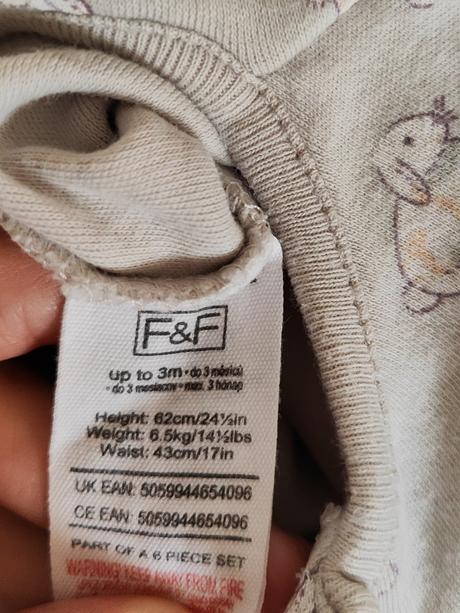 F&F
up to 3m • do 3 měsíců
• do 3 mesiacov • max. 3 hónap
Height: 62cm/24½in
Weight: 6.5kg/14½lbs
Waist: 43cm/17in
UK EAN: 5059944654096
CE EAN: 5059944654096
PART OF A 6 PIECE SET
WARNING KEEP AWAY FROM FIRE